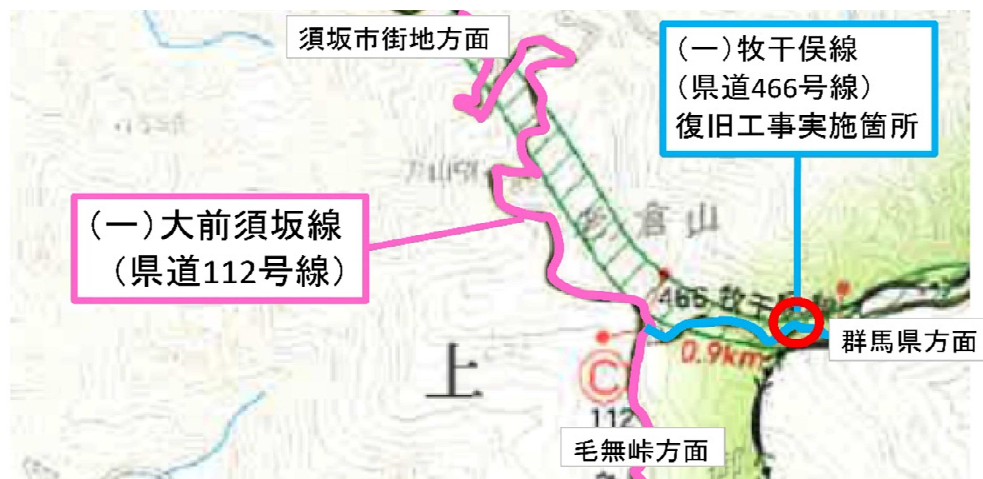 須坂市街地方面
(一)牧干俣線
(県道466号線)
復旧工事実施箇所
(一)大前須坂線
(県道112号線)
倉山
466 牧干
群馬県方面
0.9km
上
C
112
毛無峠方面